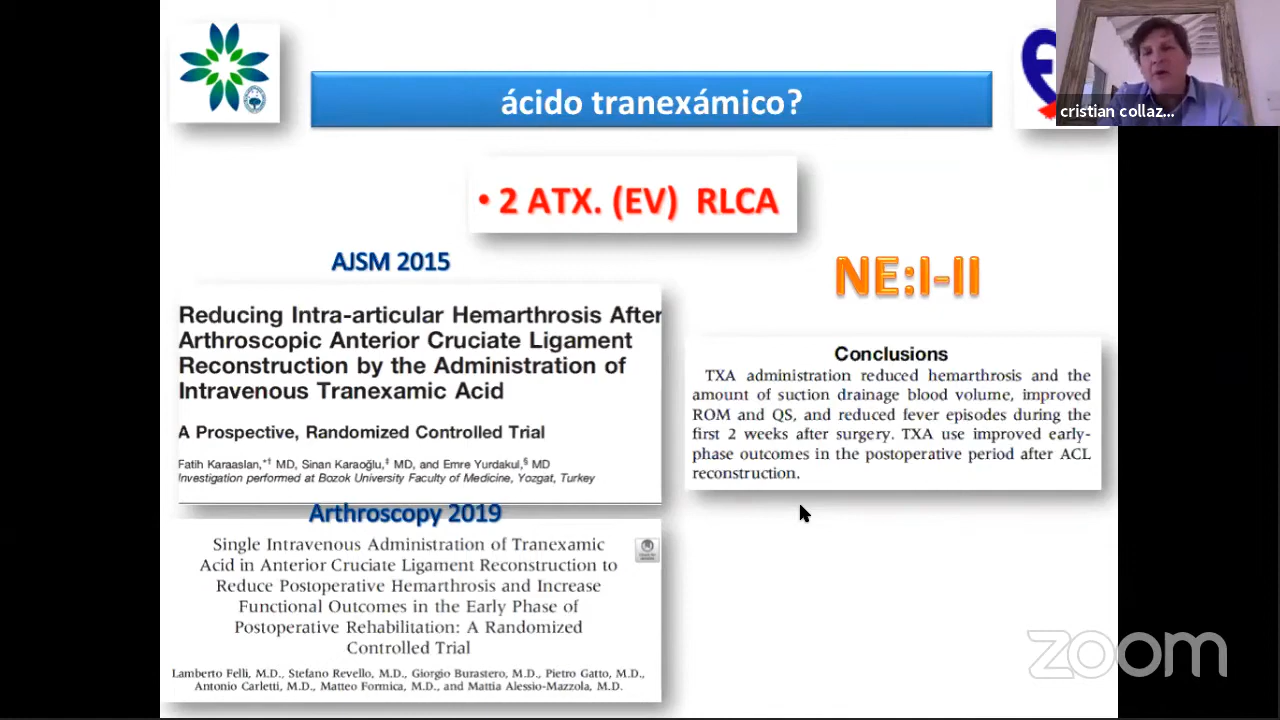 ácido tranexámico?
cristian collaz...
• 2 ATX. (EV) RLCA
AJSM 2015
NE:I-II
Reducing Intra-articular Hemarthrosis After
Arthroscopic Anterior Cruciate Ligament
Reconstruction by the Administration of
Intravenous Tranexamic Acid
A Prospective, Randomized Controlled Trial
Fatih Karaaslan,*† MD, Sinan Karaoğlu,‡ MD, and Emre Yurdakul,§ MD
Investigation performed at Bozok University Faculty of Medicine, Yozgat, Turkey
Conclusions
TXA administration reduced hemarthrosis and the
amount of suction drainage blood volume, improved
ROM and QS, and reduced fever episodes during the
first 2 weeks after surgery. TXA use improved early-
phase outcomes in the postoperative period after ACL
reconstruction.
Arthroscopy 2019
Single Intravenous Administration of Tranexamic
Acid in Anterior Cruciate Ligament Reconstruction to
Reduce Postoperative Hemarthrosis and Increase
Functional Outcomes in the Early Phase of
Postoperative Rehabilitation: A Randomized
Controlled Trial
Lamberto Felli, M.D., Stefano Revello, M.D., Giorgio Burastero, M.D., Pietro Gatto, M.D.,
Antonio Carletti, M.D., Matteo Formica, M.D., and Mattia Alessio-Mazzola, M.D.
zoom